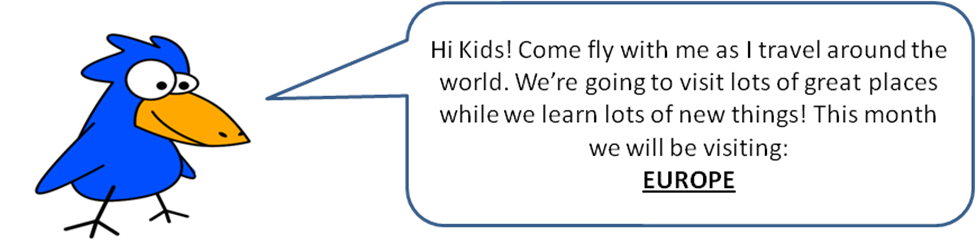 Hi Kids! Come fly with me as I travel around the
world. We’re going to visit lots of great places
while we learn lots of new things! This month
we will be visiting:
EUROPE